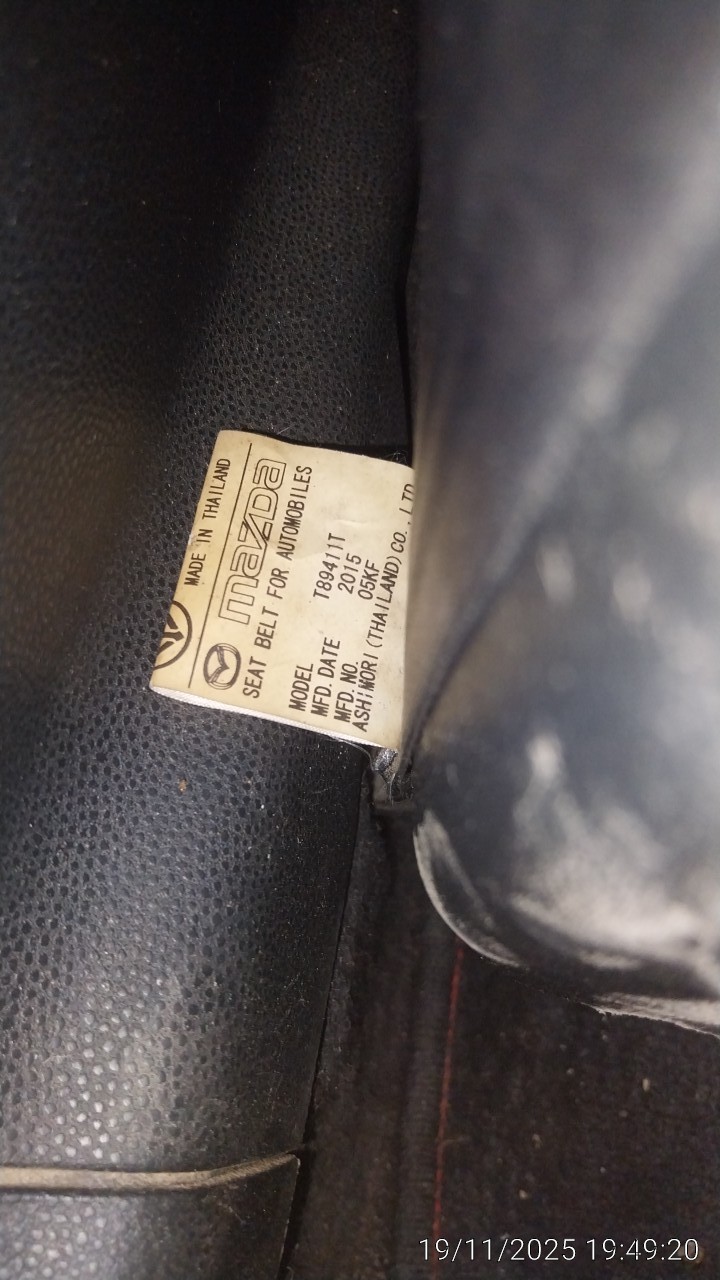 MADE IN THAILAND
mazda
SEAT BELT FOR AUTOMOBILES
MODEL T89411T
MFD. DATE 2015
MFD. NO. 05KF
ASHIMORI (THAILAND) CO., LTD
19/11/2025 19:49:20